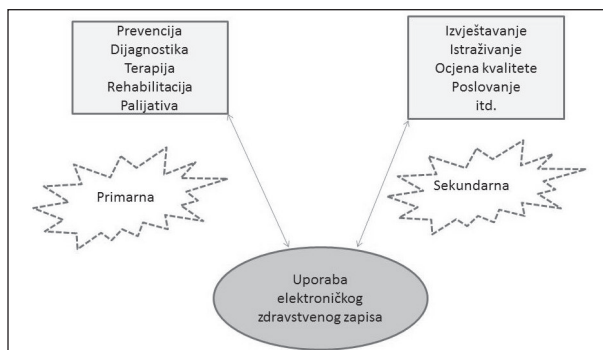 Prevencija
Dijagnostika
Terapija
Rehabilitacija
Palijativa
Izvještavanje
Istraživanje
Ocjena kvalitete
Poslovanje
itd.
Primarna
Sekundarna
Uporaba
elektroničkog
zdravstvenog zapisa